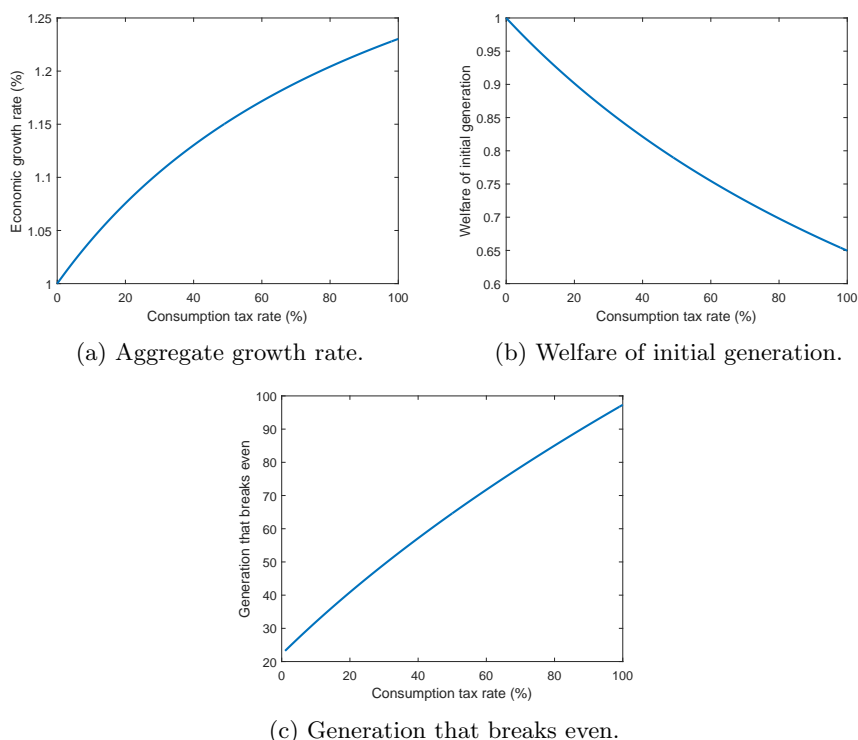 1.25
1.2
1.15
1.1
1.05
1
Economic growth rate (%)
0 20 40 60 80 100
Consumption tax rate (%)
(a) Aggregate growth rate.
1
0.95
0.9
0.85
0.8
0.75
0.7
0.65
0.6
Welfare of initial generation
0 20 40 60 80 100
Consumption tax rate (%)
(b) Welfare of initial generation.
100
90
80
70
60
50
40
30
20
Generation that breaks even
0 20 40 60 80 100
Consumption tax rate (%)
(c) Generation that breaks even.